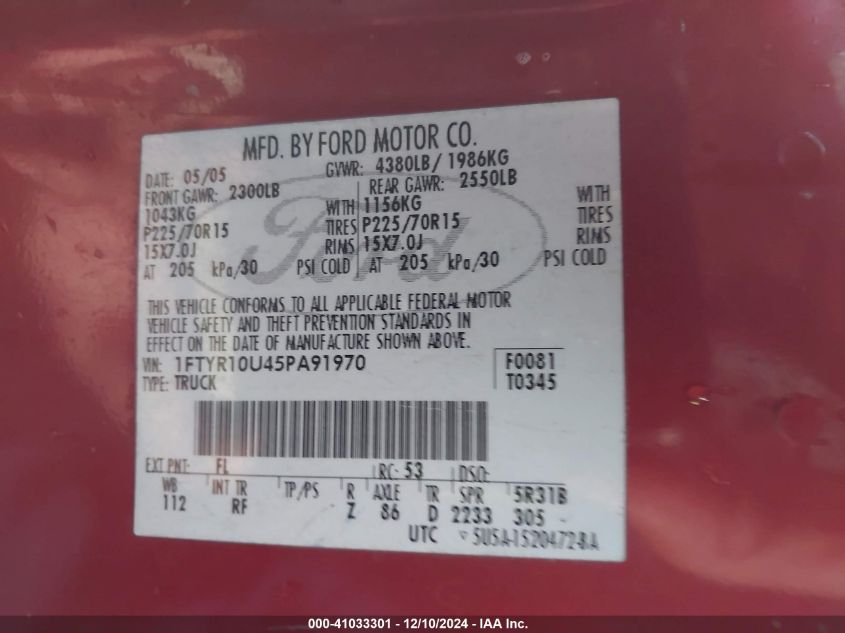 MFD. BY FORD MOTOR CO.
DATE: 05/05 GVWR: 4380LB/ 1986KG
FRONT GAWR: 2300LB REAR GAWR: 2550LB
1043KG WITH 1156KG WITH
P225/70R15 TIRES P225/70R15 TIRES
15X7.0J RIMS 15X7.0J RIMS
AT 205 kPa/30 PSI COLD AT 205 kPa/30 PSI COLD
Ford
THIS VEHICLE CONFORMS TO ALL APPLICABLE FEDERAL MOTOR
VEHICLE SAFETY AND THEFT PREVENTION STANDARDS IN
EFFECT ON THE DATE OF MANUFACTURE SHOWN ABOVE.
VIN: 1FTYR10U45PA91970 F0081
TYPE: TRUCK T0345
EXT PNT: FL RC: 53 DSO:
WB INT TR TP/PS R AXLE TR SPR 5R31B
112 RF Z 86 D 2233 305
UTC ▿ 5U5A-1520472-BA
000-41033301 - 12/10/2024 - IAA Inc.